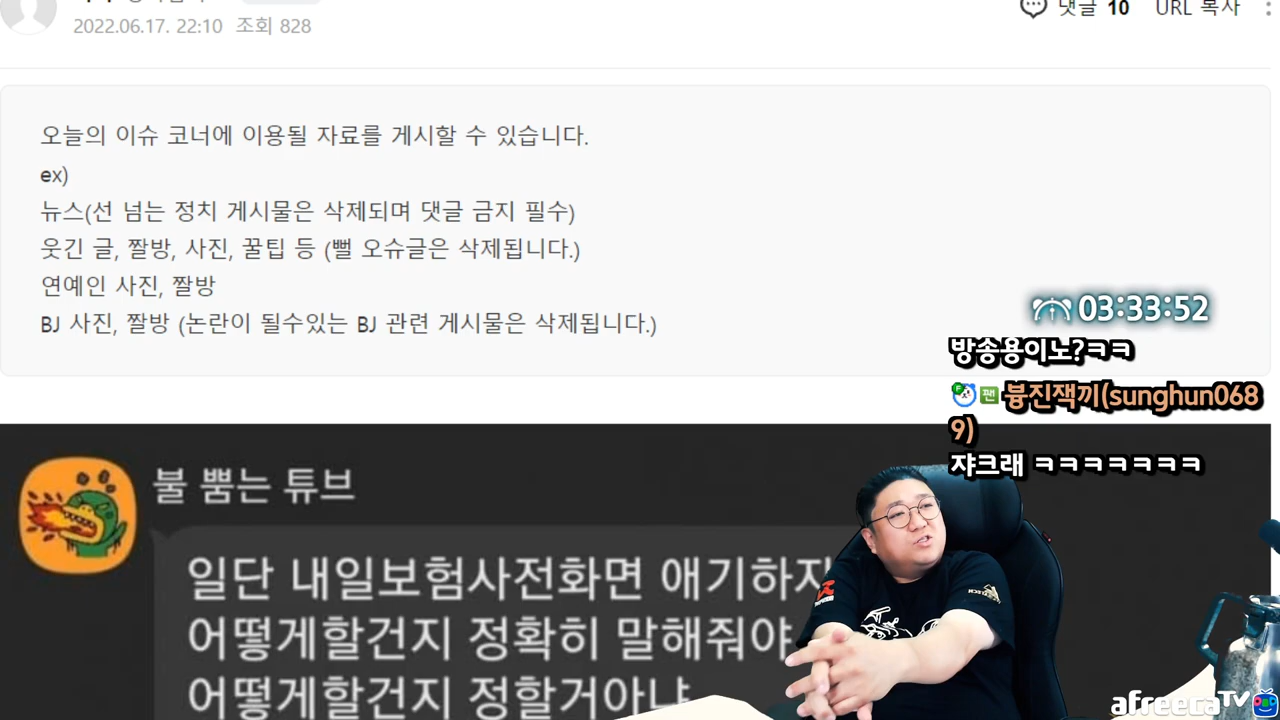 2022.06.17. 22:10 조회 828
댓글 10 URL 복사
오늘의 이슈 코너에 이용될 자료를 게시할 수 있습니다.
ex)
뉴스(선 넘는 정치 게시물은 삭제되며 댓글 금지 필수)
웃긴 글, 짤방, 사진, 꿀팁 등 (뻘 오슈글은 삭제됩니다.)
연예인 사진, 짤방
BJ 사진, 짤방 (논란이 될수있는 BJ 관련 게시물은 삭제됩니다.)
03:33:52
방송용이노?ㅋㅋ
F 팬 븅진잭끼(sunghun068
9)
쟈크래 ㅋㅋㅋㅋㅋㅋㅋ
불 뿜는 튜브
일단 내일보험사전화면 얘기하자
어떻게할건지 정확히 말해줘야
어떻게할건지 정할거아냐
afreecaTV